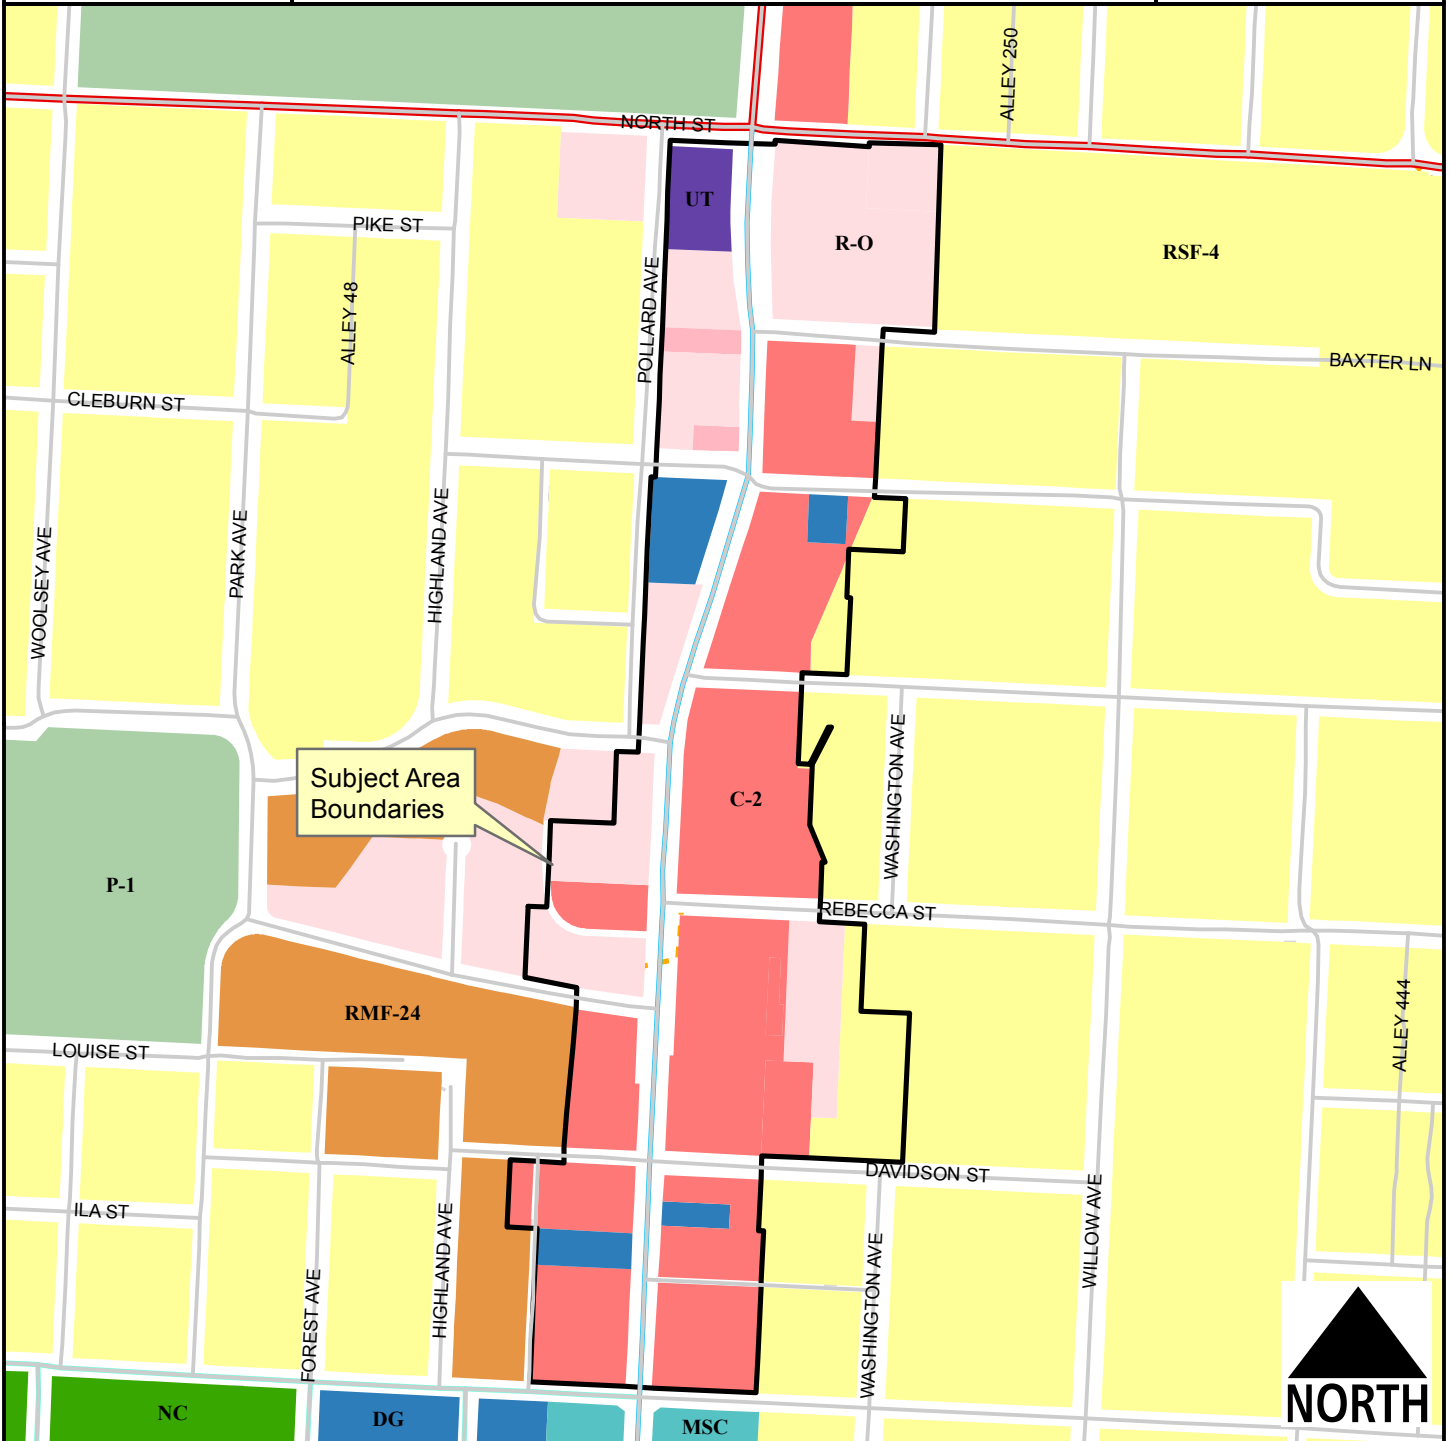 ALLEY 250
NORTH ST
UT
PIKE ST
R-O
RSF-4
ALLEY 48
POLLARD AVE
BAXTER LN
CLEBURN ST
WOOLSEY AVE
PARK AVE
HIGHLAND AVE
Subject Area
Boundaries
C-2
WASHINGTON AVE
P-1
REBECCA ST
RMF-24
LOUISE ST
ALLEY 444
DAVIDSON ST
ILA ST
FOREST AVE
HIGHLAND AVE
WASHINGTON AVE
WILLOW AVE
NORTH
NC
DG
MSC